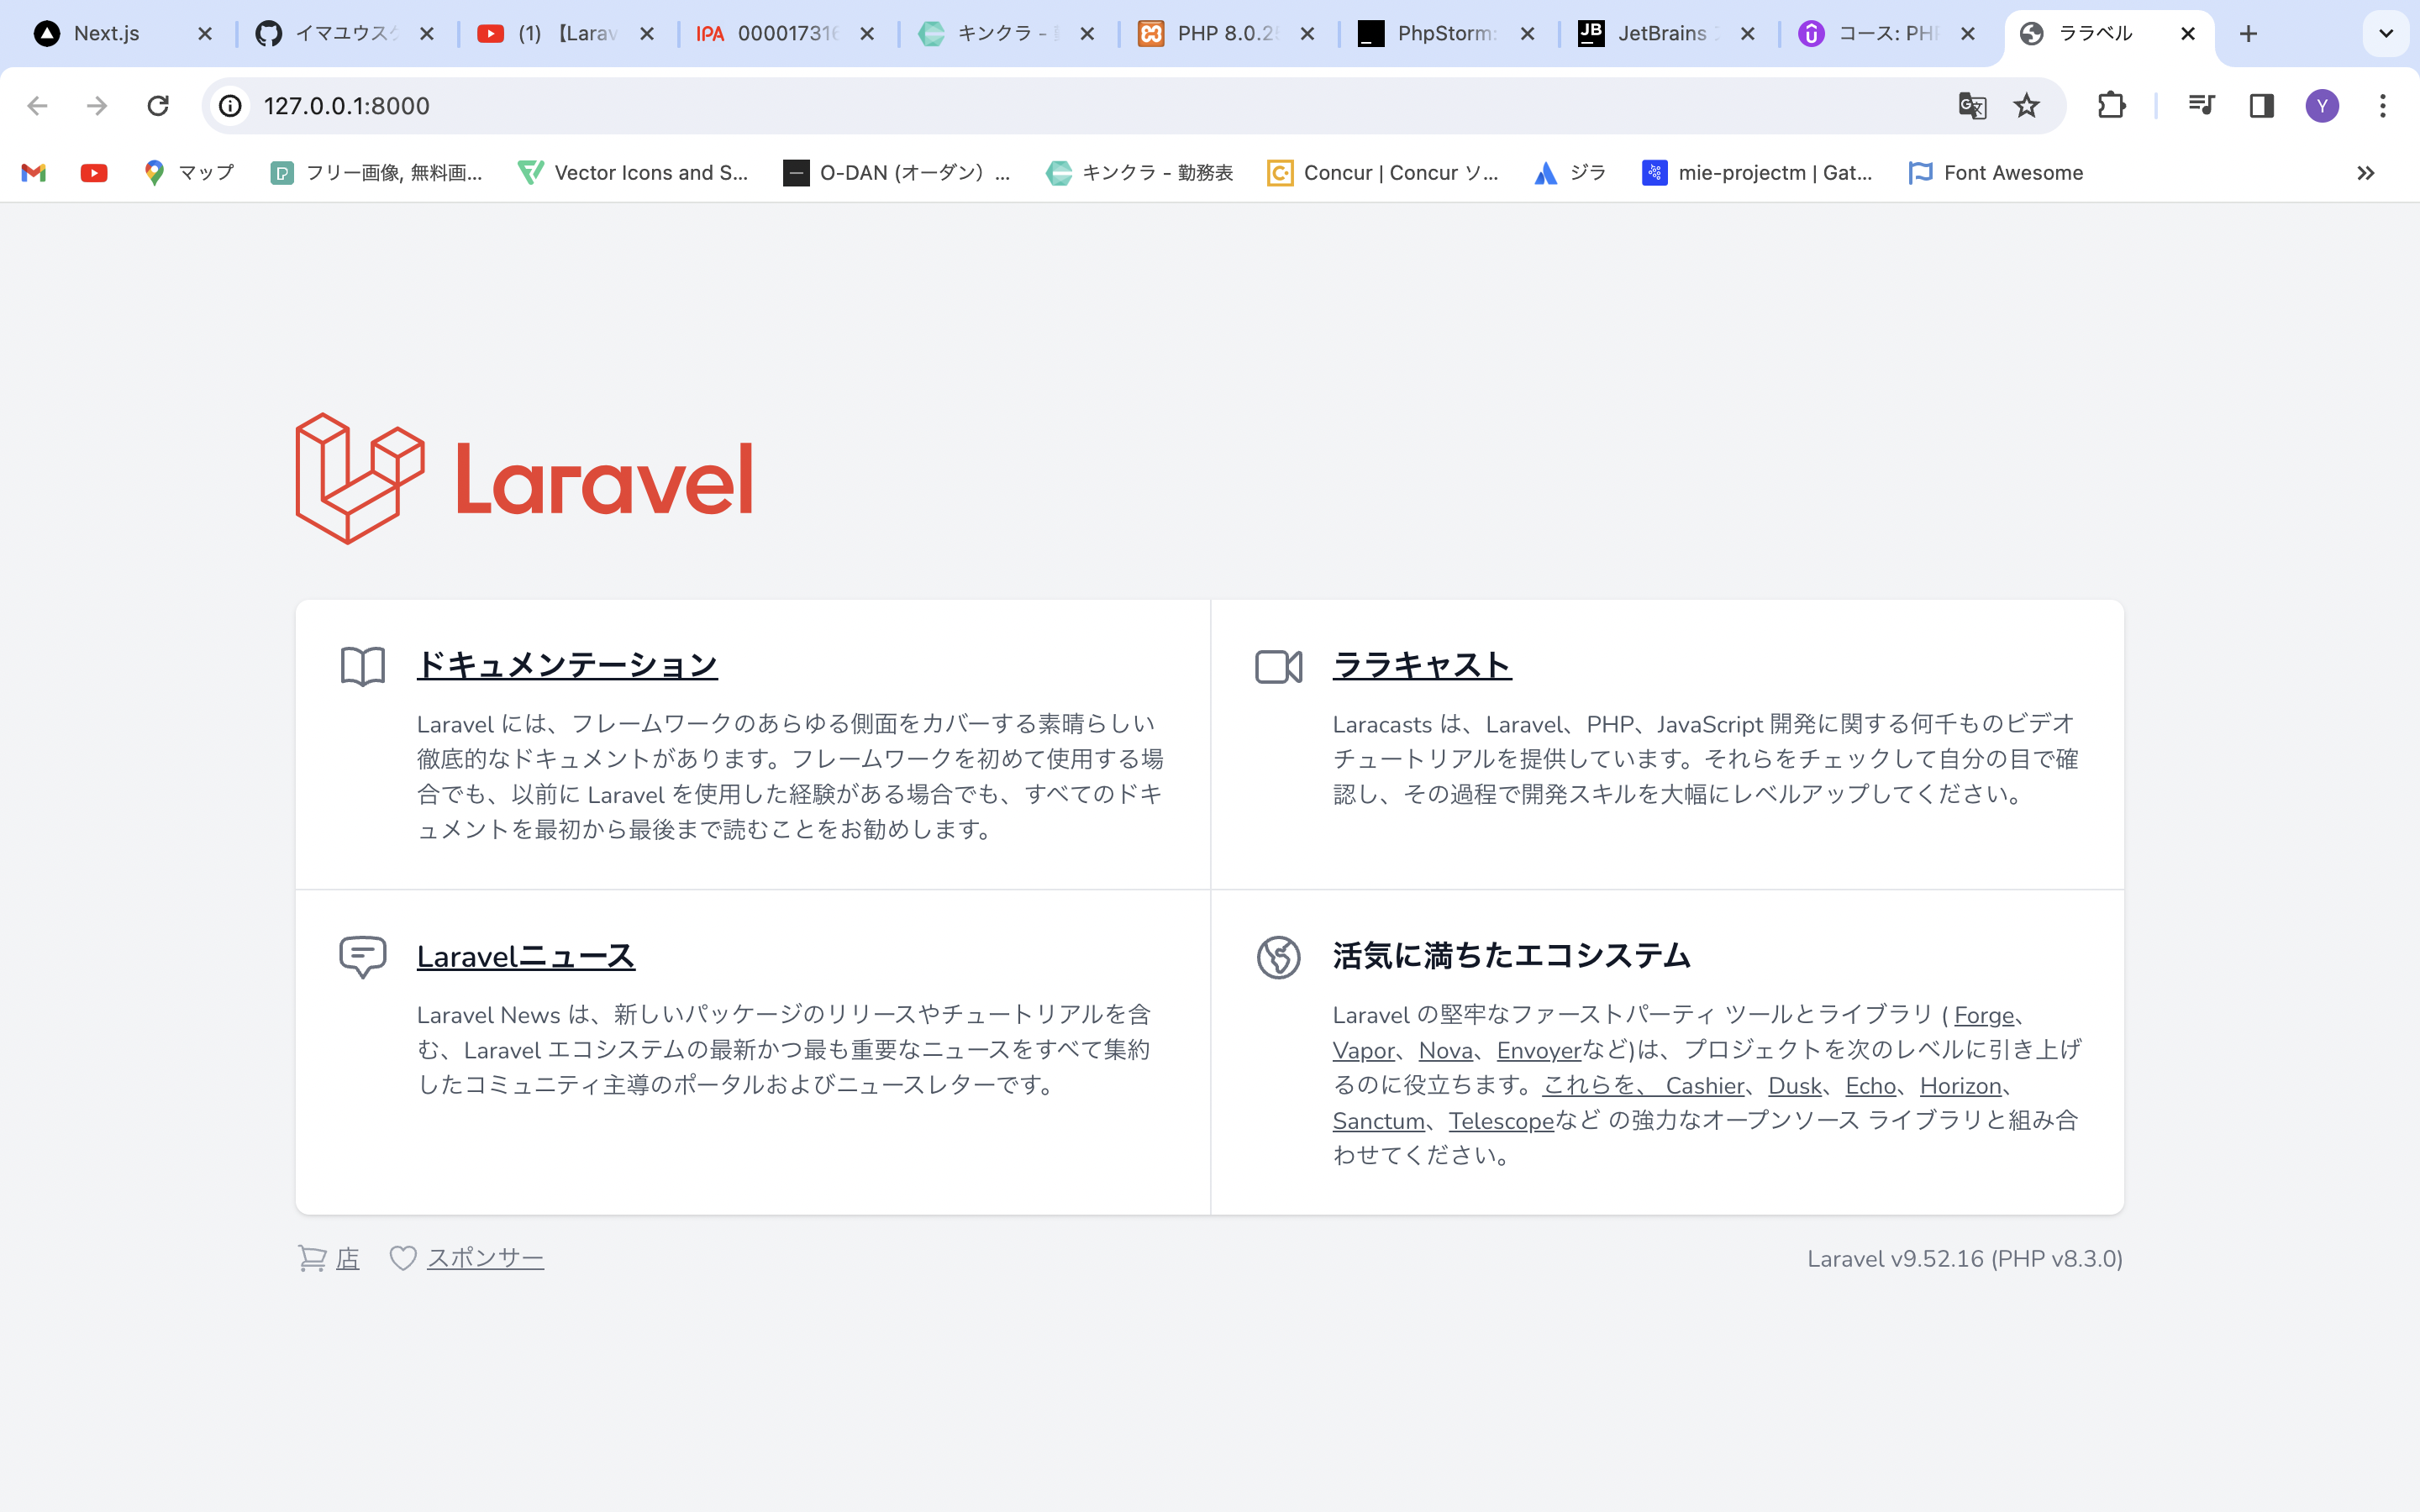 Next.js
イマユウスケ
(1) 【Larav
IPA 000017316
キンクラ -
PHP 8.0.2
PhpStorm:
JetBrains
コース: PH
ララベル
127.0.0.1:8000
Y
マップ
フリー画像, 無料画...
Vector Icons and S...
O-DAN (オーダン) ...
キンクラ - 勤務表
Concur | Concur ソ...
ジラ
mie-projectm | Gat...
Font Awesome
Laravel
ドキュメンテーション
Laravel には、フレームワークのあらゆる側面をカバーする素晴らしい
徹底的なドキュメントがあります。フレームワークを初めて使用する場
合でも、以前に Laravel を使用した経験がある場合でも、すべてのドキ
ュメントを最初から最後まで読むことをお勧めします。
ララキャスト
Laracasts は、Laravel、PHP、JavaScript 開発に関する何千ものビデオ
チュートリアルを提供しています。それらをチェックして自分の目で確
認し、その過程で開発スキルを大幅にレベルアップしてください。
Laravelニュース
Laravel News は、新しいパッケージのリリースやチュートリアルを含
む、Laravel エコシステムの最新かつ最も重要なニュースをすべて集約
したコミュニティ主導のポータルおよびニュースレターです。
活気に満ちたエコシステム
Laravel の堅牢なファーストパーティ ツールとライブラリ ( Forge、
Vapor、Nova、Envoyerなど)は、プロジェクトを次のレベルに引き上げ
るのに役立ちます。これらを、 Cashier、Dusk、Echo、Horizon、
Sanctum、Telescopeなど の強力なオープンソース ライブラリと組み合
わせてください。
店
スポンサー
Laravel v9.52.16 (PHP v8.3.0)